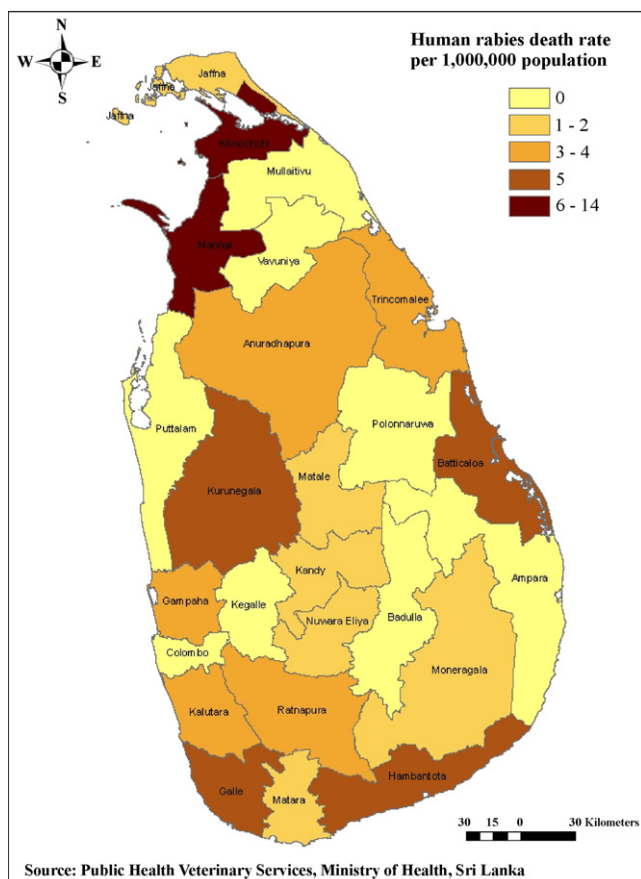 N
W E
S
Human rabies death rate
per 1,000,000 population
0
1 - 2
3 - 4
5
6 - 14
Jaffna
Jaffna
Jaffna
Kilinochchi
Mullaitivu
Mannar
Vavuniya
Trincomalee
Anuradhapura
Polonnaruwa
Puttalam
Batticaloa
Matale
Kurunegala
Kandy
Ampara
Gampaha
Kegalle
Nuwara Eliya
Badulla
Colombo
Moneragala
Kalutara
Ratnapura
Hambantota
Galle
Matara
30 15 0 30 Kilometers
Source: Public Health Veterinary Services, Ministry of Health, Sri Lanka